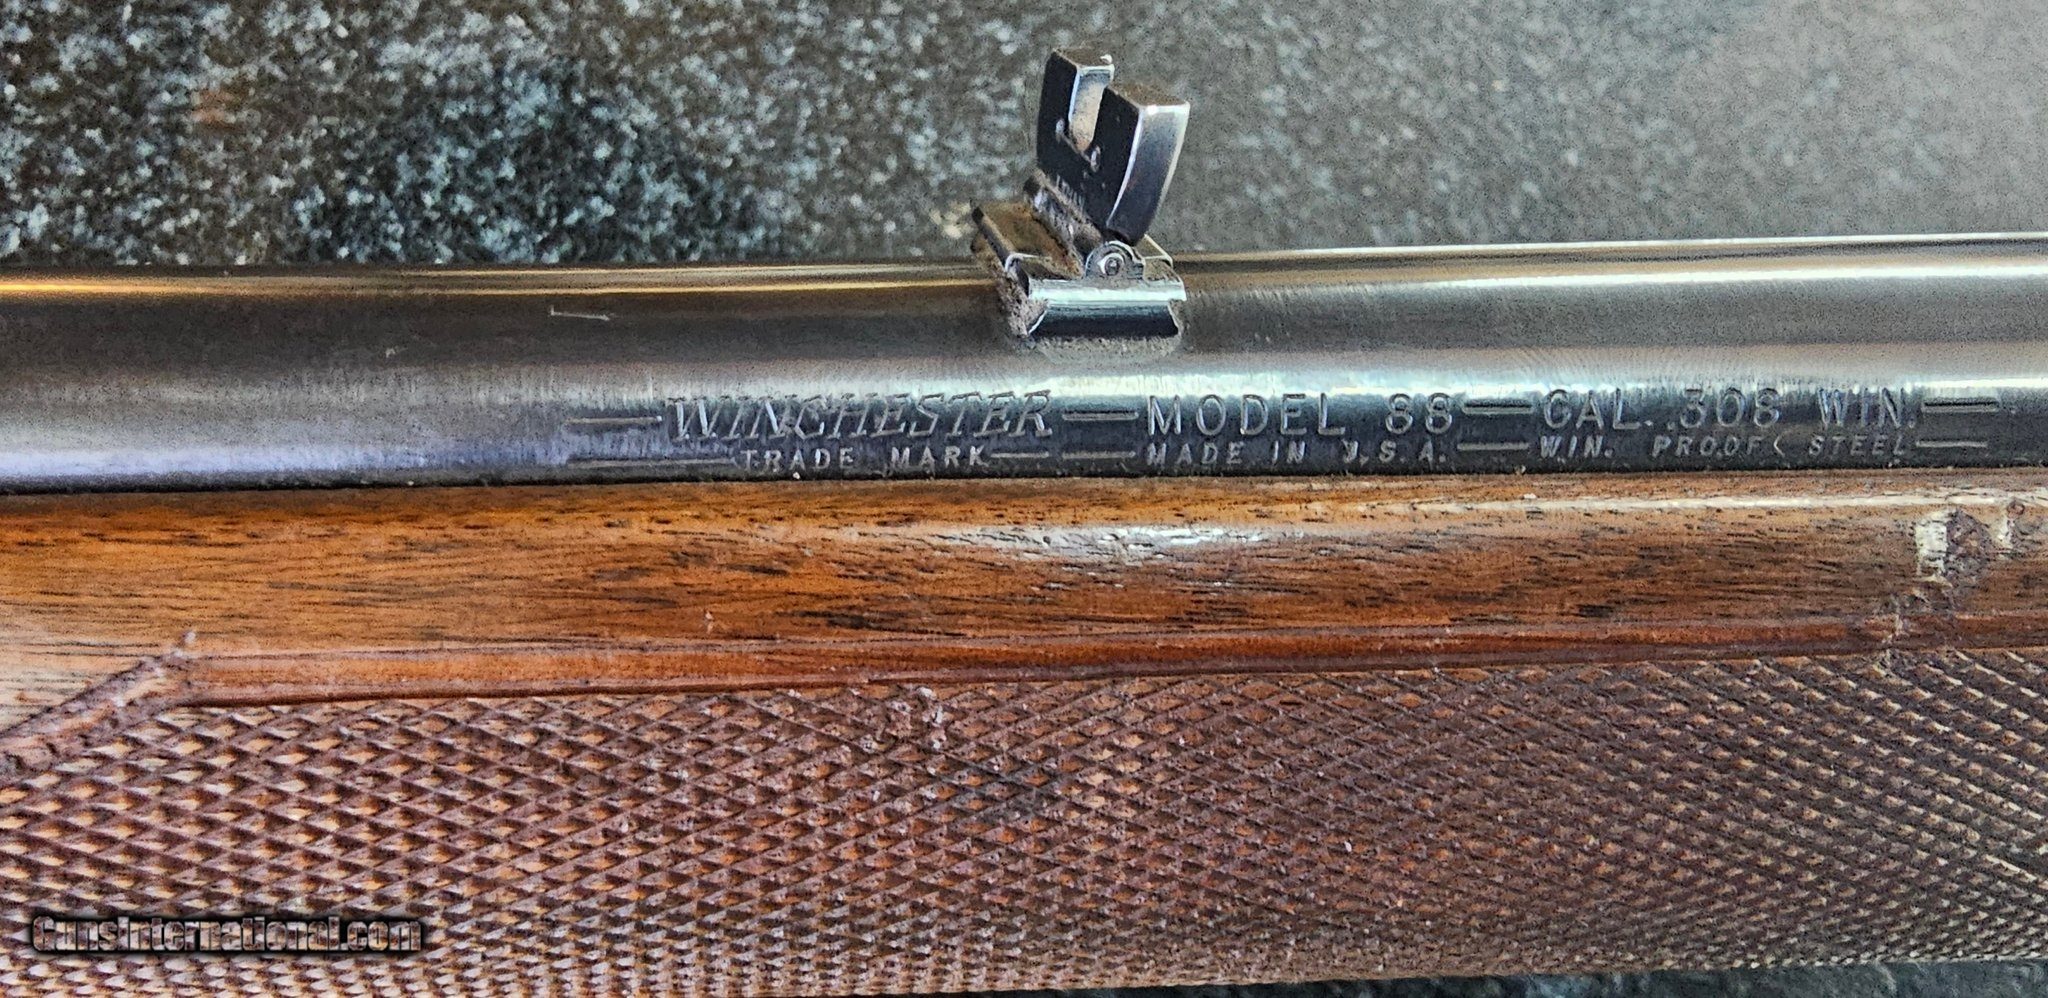 —WINCHESTER—MODEL 88—CAL. .308 WIN.—
—TRADE MARK——MADE IN U.S.A.—WIN. PROOF STEEL—
GunsInternational.com